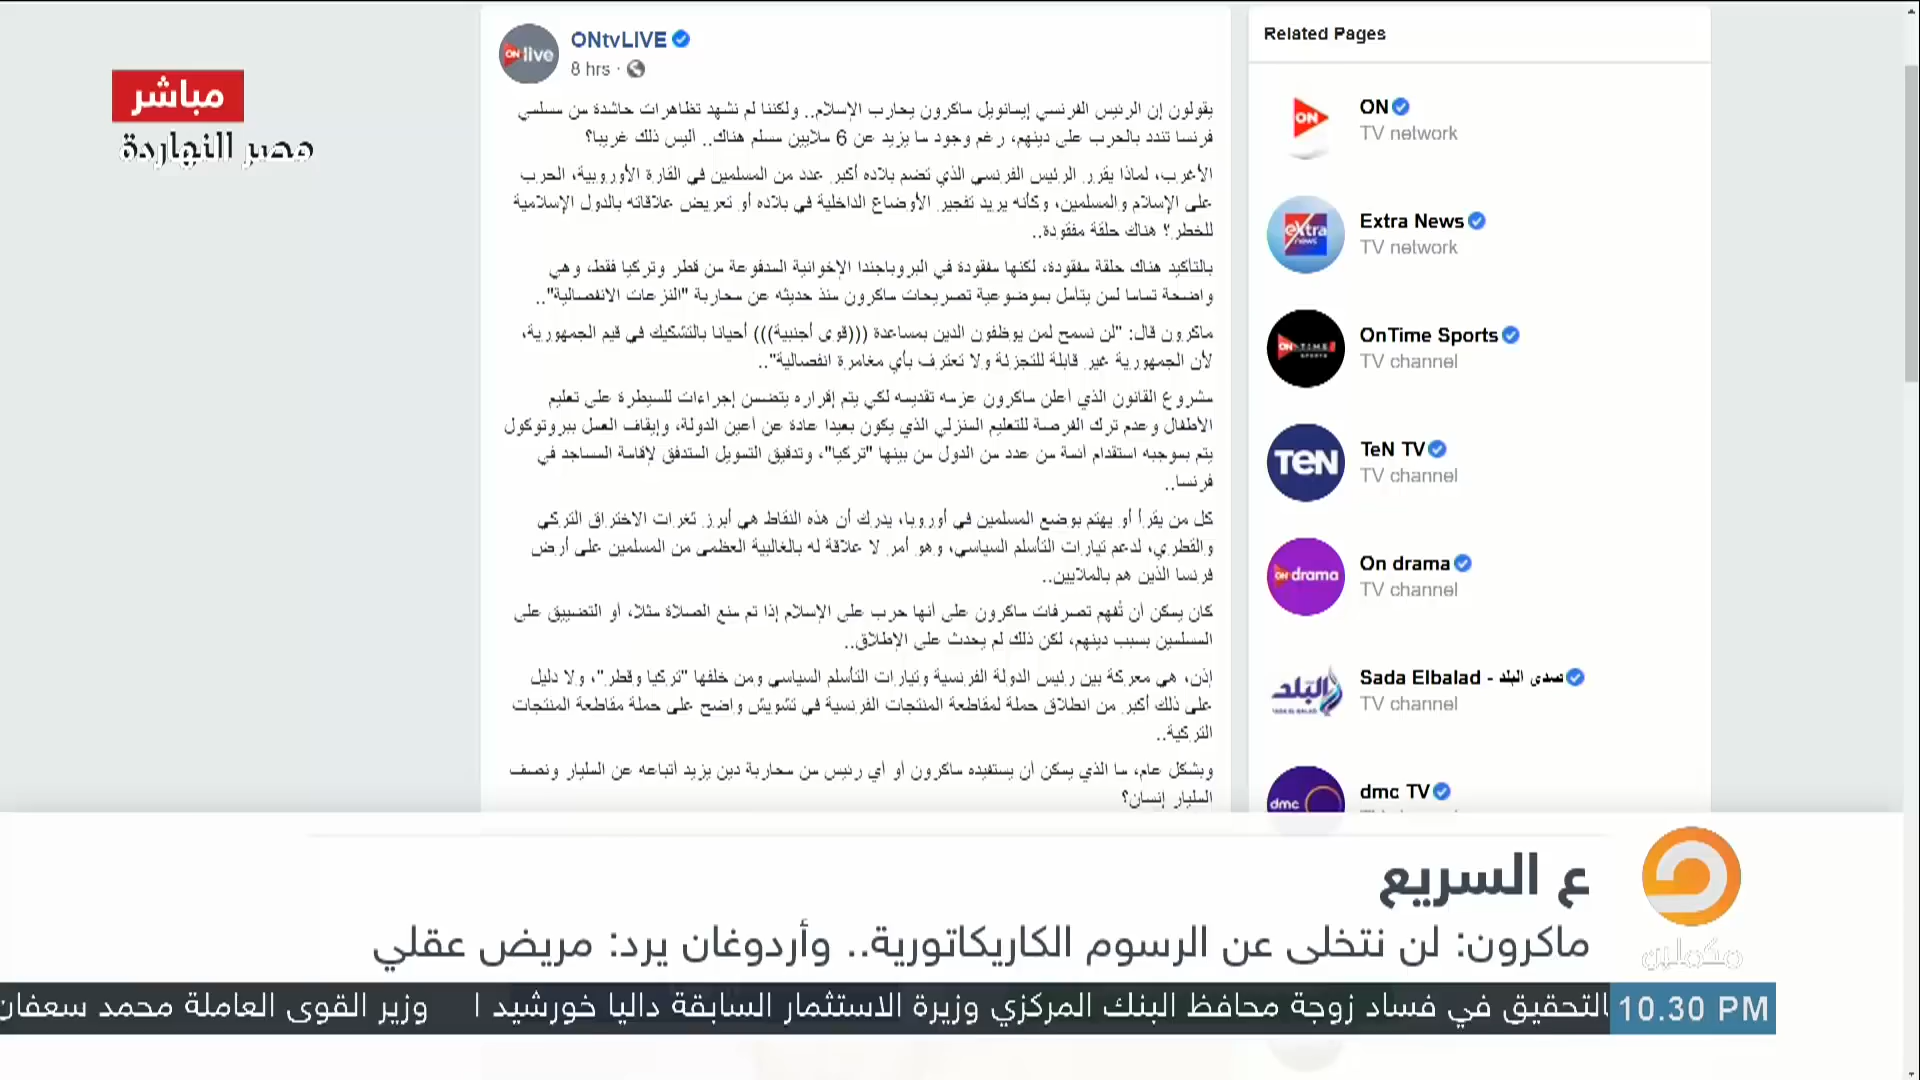 ONtvLIVE
8 hrs ·
ON live
يقولون إن الرئيس الفرنسي إيمانويل ماكرون يحارب الإسلام.. ولكننا لم نشهد تظاهرات حاشدة من مسلمي
فرنسا تندد بالحرب على دينهم، رغم وجود ما يزيد عن 6 ملايين مسلم هناك.. أليس ذلك غريبا؟
الأغرب، لماذا يقرر الرئيس الفرنسي الذي تضم بلاده أكبر عدد من المسلمين في القارة الأوروبية، الحرب
على الإسلام والمسلمين، وكأنه يريد تفجير الأوضاع الداخلية في بلاده أو تعريض علاقاته بالدول الإسلامية
للخطر؟ هناك حلقة مفقودة..
بالتأكيد هناك حلقة مفقودة، لكنها مفقودة في البروباجندا الإخوانية المدفوعة من قطر وتركيا فقط، وهي
واضحة تماما لمن يتأمل بموضوعية تصريحات ماكرون منذ حديثه عن محاربة "النزعات الانفصالية"..
ماكرون قال: "لن نسمح لمن يوظفون الدين بمساعدة (((قوى أجنبية))) أحيانا بالتشكيك في قيم الجمهورية،
لأن الجمهورية غير قابلة للتجزئة ولا تعترف بأي مغامرة انفصالية"..
مشروع القانون الذي أعلن ماكرون عزمه تقديمه لكي يتم إقراره يتضمن إجراءات للسيطرة على تعليم
الاطفال وعدم ترك الفرصة للتعليم المنزلي الذي يكون بعيدا عادة عن أعين الدولة، وإيقاف العمل ببروتوكول
يتم بموجبه استقدام أئمة من عدد من الدول من بينها "تركيا"، وتدقيق التمويل المتدفق لإقامة المساجد في
فرنسا..
كل من يقرأ أو يهتم بوضع المسلمين في أوروبا، يدرك أن هذه النقاط هي أبرز ثغرات الاختراق التركي
والقطري، لدعم تيارات التأسلم السياسي، وهو أمر لا علاقة له بالغالبية العظمى من المسلمين على أرض
فرنسا الذين هم بالملايين..
كان يمكن أن تُفهم تصرفات ماكرون على أنها حرب على الإسلام إذا تم منع الصلاة مثلا، أو التضييق على
المسلمين بسبب دينهم، لكن ذلك لم يحدث على الإطلاق..
إذن، هي معركة بين رئيس الدولة الفرنسية وتيارات التأسلم السياسي ومن خلفها "تركيا وقطر"، ولا دليل
على ذلك أكبر من انطلاق حملة لمقاطعة المنتجات الفرنسية في تشويش واضح على حملة مقاطعة المنتجات
التركية..
وبشكل عام، ما الذي يمكن أن يستفيده ماكرون أو أي رئيس من محاربة دين يزيد أتباعه عن المليار ونصف
المليار إنسان؟
Related Pages
ON
ON
TV network
extra news
Extra News
TV network
ON TIME SPORTS
OnTime Sports
TV channel
TeN
TeN TV
TV channel
ON drama
On drama
TV channel
البلد
Sada Elbalad - صدى البلد
TV channel
dmc
dmc TV
مباشر
مصر النهاردة
ع السريع
ماكرون: لن نتخلى عن الرسوم الكاريكاتورية.. وأردوغان يرد: مريض عقلي
مكملين
بالتحقيق في فساد زوجة محافظ البنك المركزي وزيرة الاستثمار السابقة داليا خورشيد ا وزير القوى العاملة محمد سعفان
10.30 PM